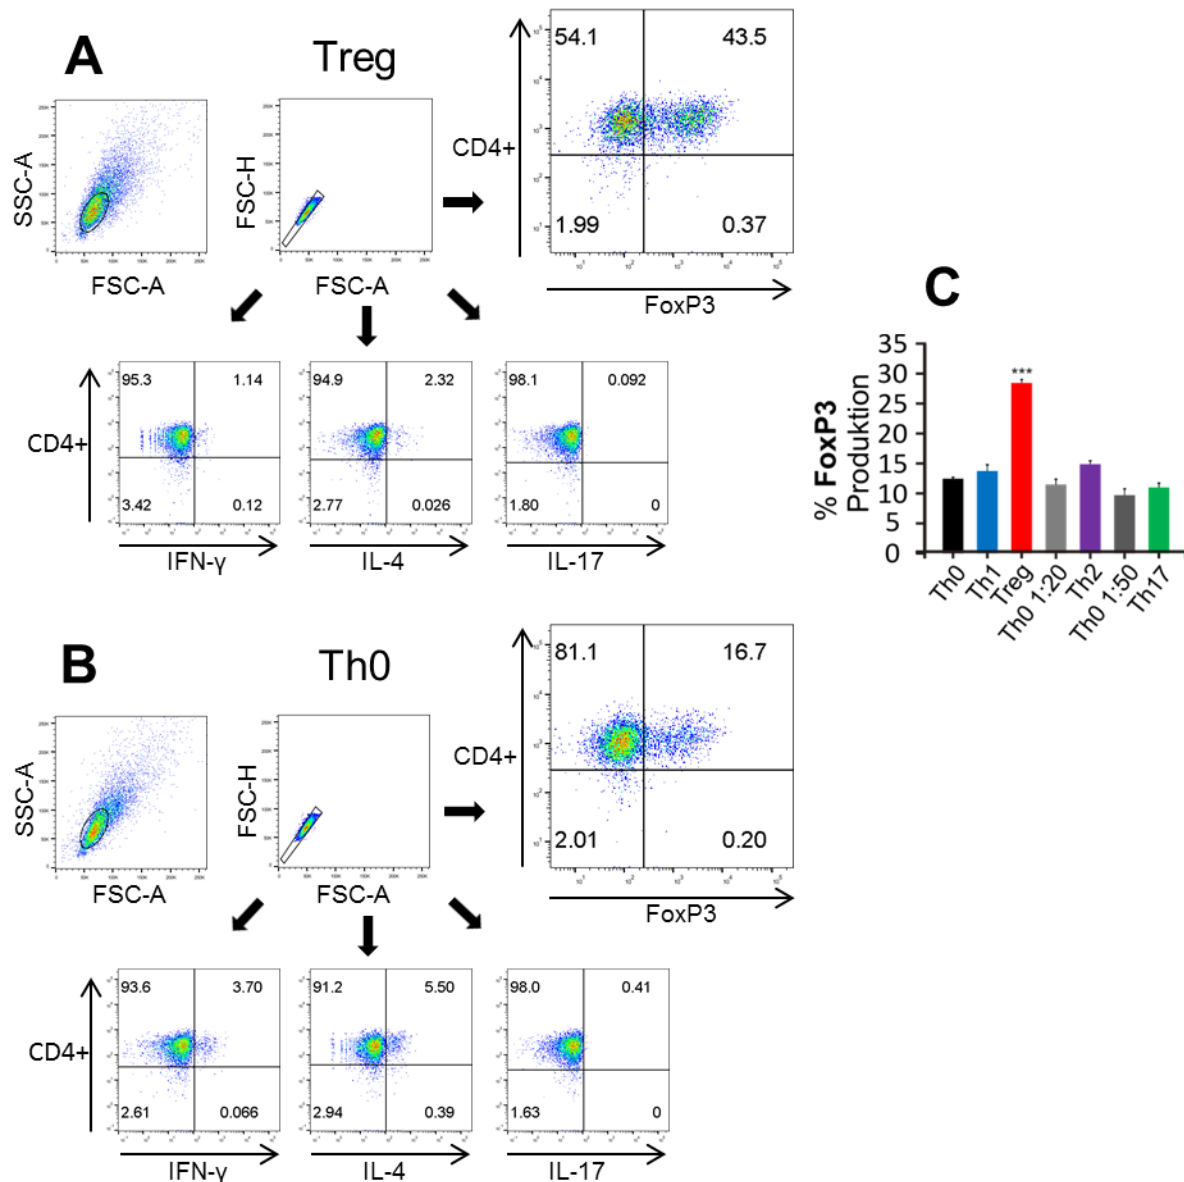 A
Treg
SSC-A
FSC-A
FSC-H
FSC-A
CD4+
54.1 43.5
1.99 0.37
FoxP3
CD4+
95.3 1.14
3.42 0.12
IFN-γ
94.9 2.32
2.77 0.026
IL-4
98.1 0.092
1.80 0
IL-17
B
Th0
SSC-A
FSC-A
FSC-H
FSC-A
CD4+
81.1 16.7
2.01 0.20
FoxP3
CD4+
93.6 3.70
2.61 0.066
IFN-γ
91.2 5.50
2.94 0.39
IL-4
98.0 0.41
1.63 0
IL-17
C
% FoxP3
Produktion
35
30
25
20
15
10
5
0
***
Th0
Th1
Treg
Th0 1:20
Th2
Th0 1:50
Th17